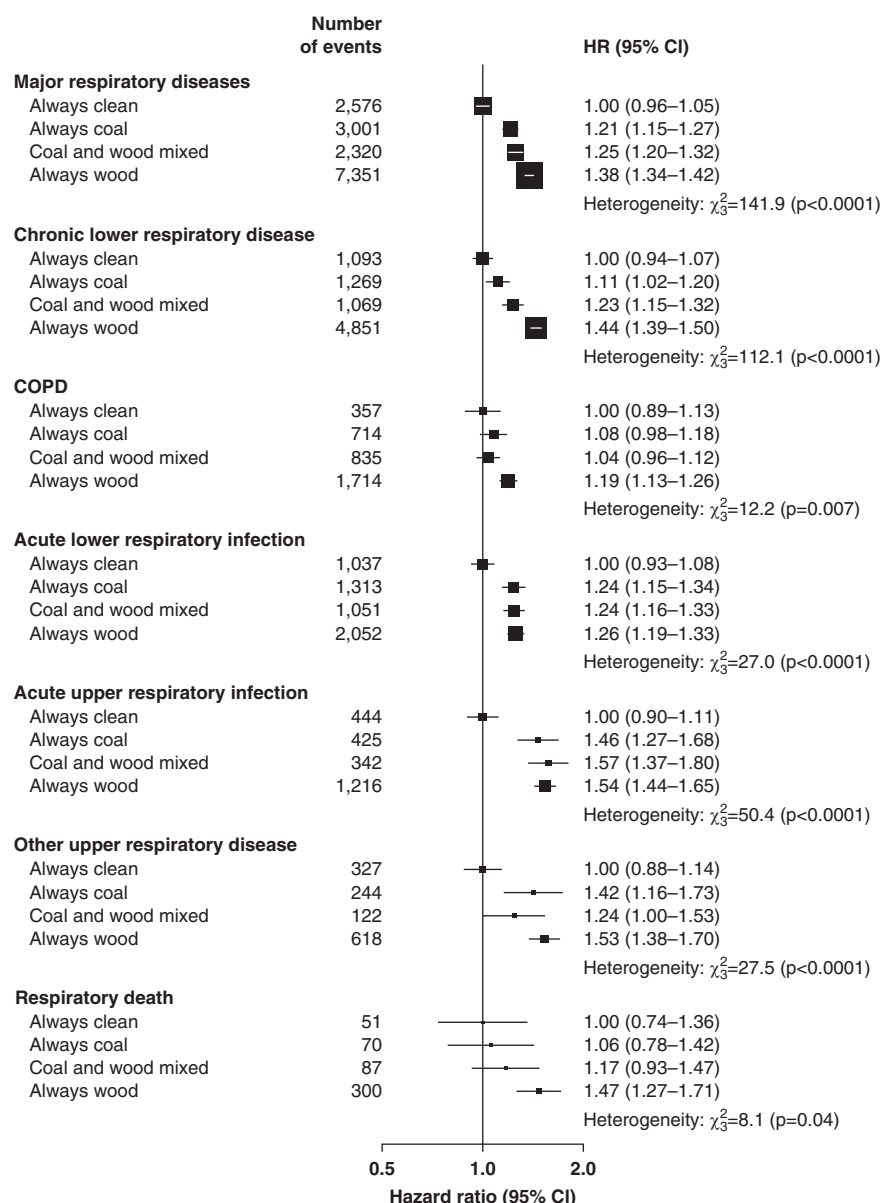 Number
of events HR (95% CI)
Major respiratory diseases
Always clean 2,576 1.00 (0.96–1.05)
Always coal 3,001 1.21 (1.15–1.27)
Coal and wood mixed 2,320 1.25 (1.20–1.32)
Always wood 7,351 1.38 (1.34–1.42)
Heterogeneity: χ²₃=141.9 (p<0.0001)
Chronic lower respiratory disease
Always clean 1,093 1.00 (0.94–1.07)
Always coal 1,269 1.11 (1.02–1.20)
Coal and wood mixed 1,069 1.23 (1.15–1.32)
Always wood 4,851 1.44 (1.39–1.50)
Heterogeneity: χ²₃=112.1 (p<0.0001)
COPD
Always clean 357 1.00 (0.89–1.13)
Always coal 714 1.08 (0.98–1.18)
Coal and wood mixed 835 1.04 (0.96–1.12)
Always wood 1,714 1.19 (1.13–1.26)
Heterogeneity: χ²₃=12.2 (p=0.007)
Acute lower respiratory infection
Always clean 1,037 1.00 (0.93–1.08)
Always coal 1,313 1.24 (1.15–1.34)
Coal and wood mixed 1,051 1.24 (1.16–1.33)
Always wood 2,052 1.26 (1.19–1.33)
Heterogeneity: χ²₃=27.0 (p<0.0001)
Acute upper respiratory infection
Always clean 444 1.00 (0.90–1.11)
Always coal 425 1.46 (1.27–1.68)
Coal and wood mixed 342 1.57 (1.37–1.80)
Always wood 1,216 1.54 (1.44–1.65)
Heterogeneity: χ²₃=50.4 (p<0.0001)
Other upper respiratory disease
Always clean 327 1.00 (0.88–1.14)
Always coal 244 1.42 (1.16–1.73)
Coal and wood mixed 122 1.24 (1.00–1.53)
Always wood 618 1.53 (1.38–1.70)
Heterogeneity: χ²₃=27.5 (p<0.0001)
Respiratory death
Always clean 51 1.00 (0.74–1.36)
Always coal 70 1.06 (0.78–1.42)
Coal and wood mixed 87 1.17 (0.93–1.47)
Always wood 300 1.47 (1.27–1.71)
Heterogeneity: χ²₃=8.1 (p=0.04)
0.5 1.0 2.0
Hazard ratio (95% CI)